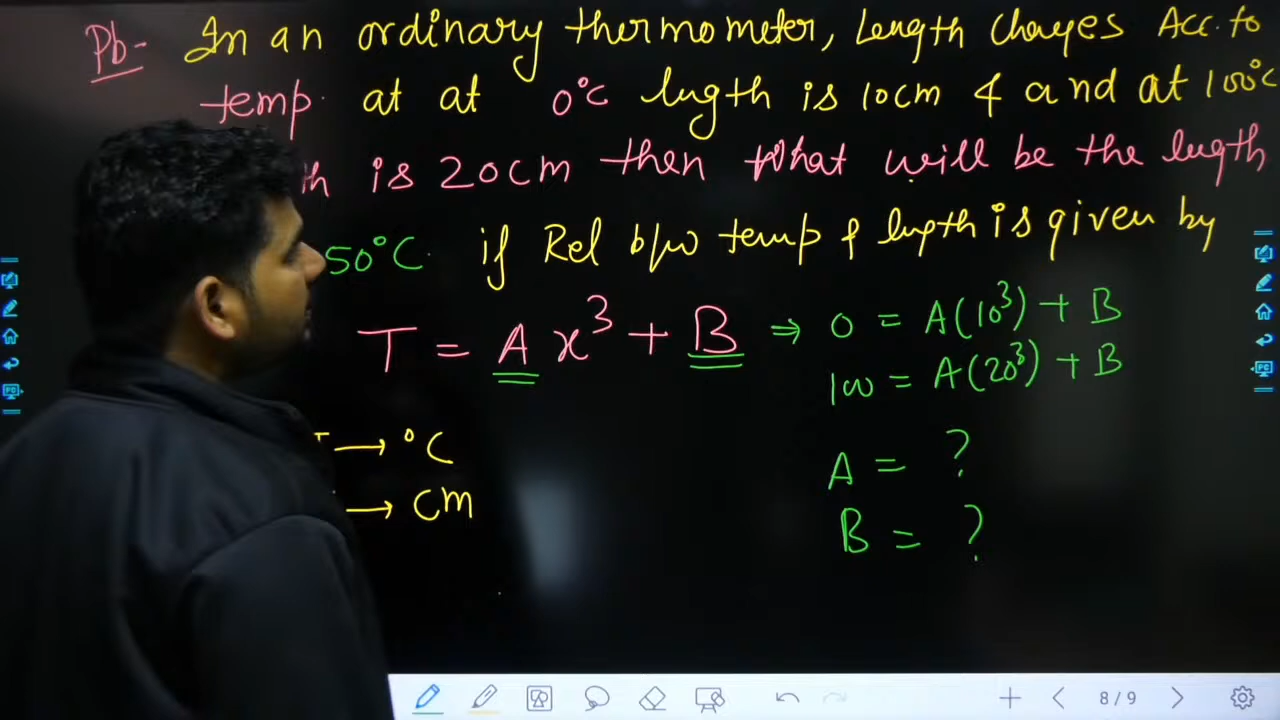 Pb- In an ordinary thermometer, Length Changes Acc. to
temp. at at 0°C length is 10cm & and at 100°C
th is 20cm then What will be the length
50°C. if Rel b/w temp & length is given by
T = A x³ + B ⇒ 0 = A(10³) + B
100 = A(20³) + B
→ °C
→ cm
A = ?
B = ?
8/9